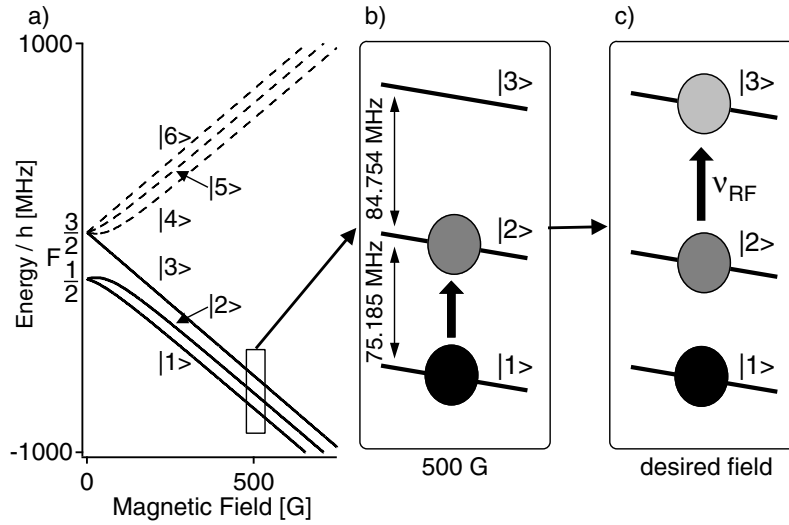 a)
1000
Energy / h [MHz]
3
2
F
1
2
-1000
0
500
Magnetic Field [G]
|6>
|5>
|4>
|3>
|2>
|1>
b)
|3>
84.754 MHz
|2>
75.185 MHz
|1>
500 G
c)
|3>
νRF
|2>
|1>
desired field